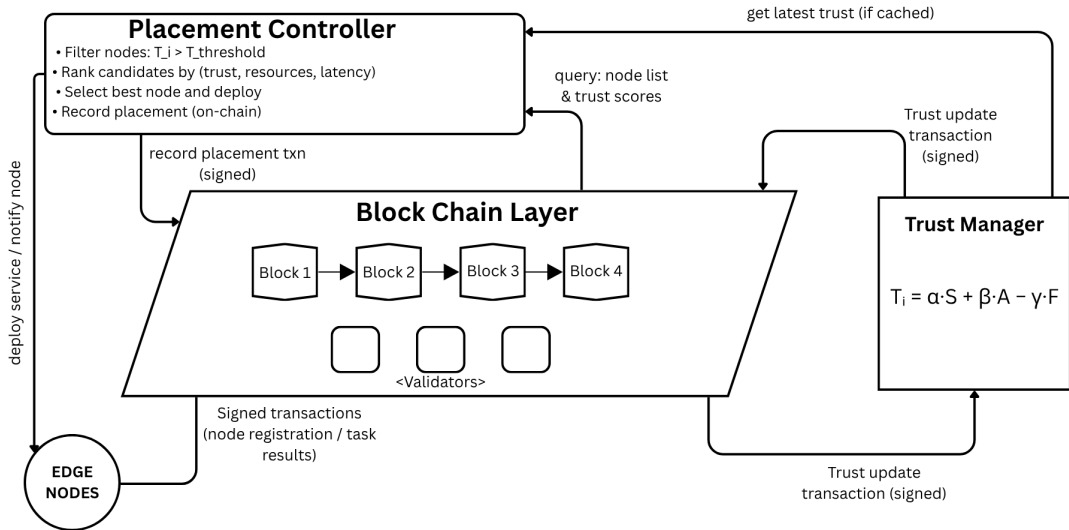 get latest trust (if cached)
Placement Controller
• Filter nodes: T_i > T_threshold
• Rank candidates by (trust, resources, latency)
• Select best node and deploy
• Record placement (on-chain)
query: node list
& trust scores
Trust update
transaction
(signed)
record placement txn
(signed)
deploy service / notify node
Block Chain Layer
Block 1
Block 2
Block 3
Block 4
<Validators>
Trust Manager
Tᵢ = α·S + β·A − γ·F
Signed transactions
(node registration / task
results)
EDGE
NODES
Trust update
transaction (signed)